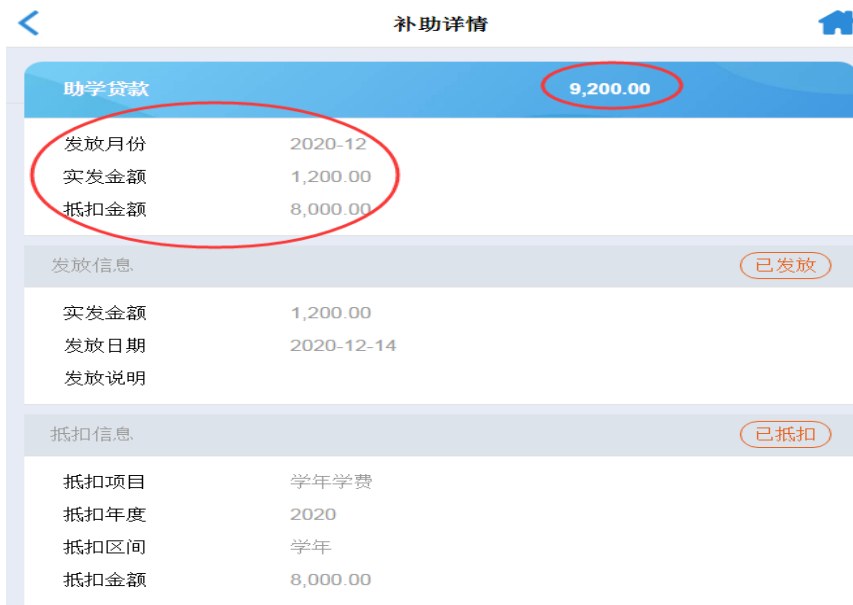 补助详情
助学贷款 9,200.00
发放月份 2020-12
实发金额 1,200.00
抵扣金额 8,000.00
发放信息 已发放
实发金额 1,200.00
发放日期 2020-12-14
发放说明
抵扣信息 已抵扣
抵扣项目 学年学费
抵扣年度 2020
抵扣区间 学年
抵扣金额 8,000.00